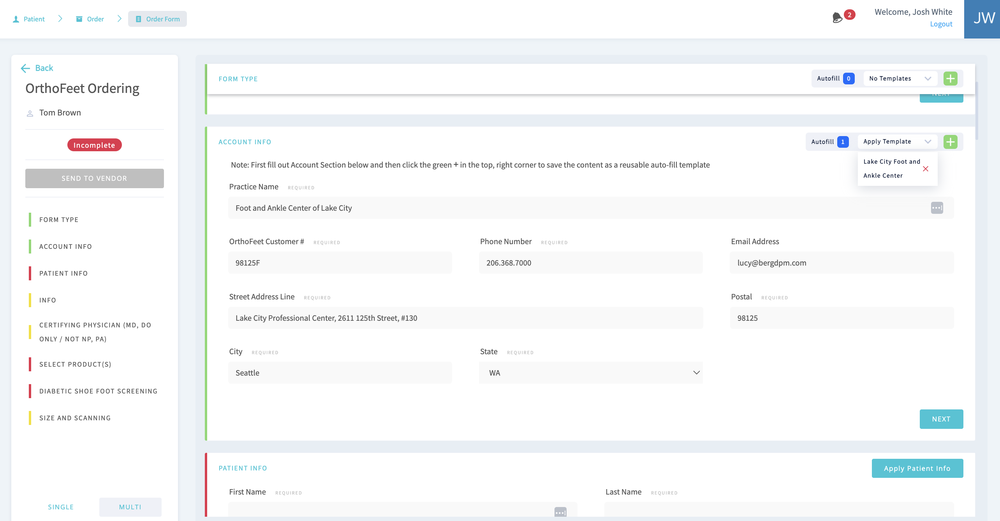 Patient
Order
Order Form
2
Welcome, Josh White
Logout
JW
Back
OrthoFeet Ordering
Tom Brown
Incomplete
SEND TO VENDOR
FORM TYPE
ACCOUNT INFO
PATIENT INFO
INFO
CERTIFYING PHYSICIAN (MD, DO
ONLY / NOT NP, PA)
SELECT PRODUCT(S)
DIABETIC SHOE FOOT SCREENING
SIZE AND SCANNING
SINGLE
MULTI
FORM TYPE
Autofill 0
No Templates
NEXT
ACCOUNT INFO
Autofill 1
Apply Template
Lake City Foot and
Ankle Center
Note: First fill out Account Section below and then click the green + in the top, right corner to save the content as a reusable auto-fill template
Practice Name REQUIRED
Foot and Ankle Center of Lake City
OrthoFeet Customer # REQUIRED
Phone Number REQUIRED
Email Address
98125F
206.368.7000
lucy@bergdpm.com
Street Address Line REQUIRED
Postal REQUIRED
Lake City Professional Center, 2611 125th Street, #130
98125
City REQUIRED
State REQUIRED
Seattle
WA
NEXT
PATIENT INFO
Apply Patient Info
First Name REQUIRED
Last Name REQUIRED